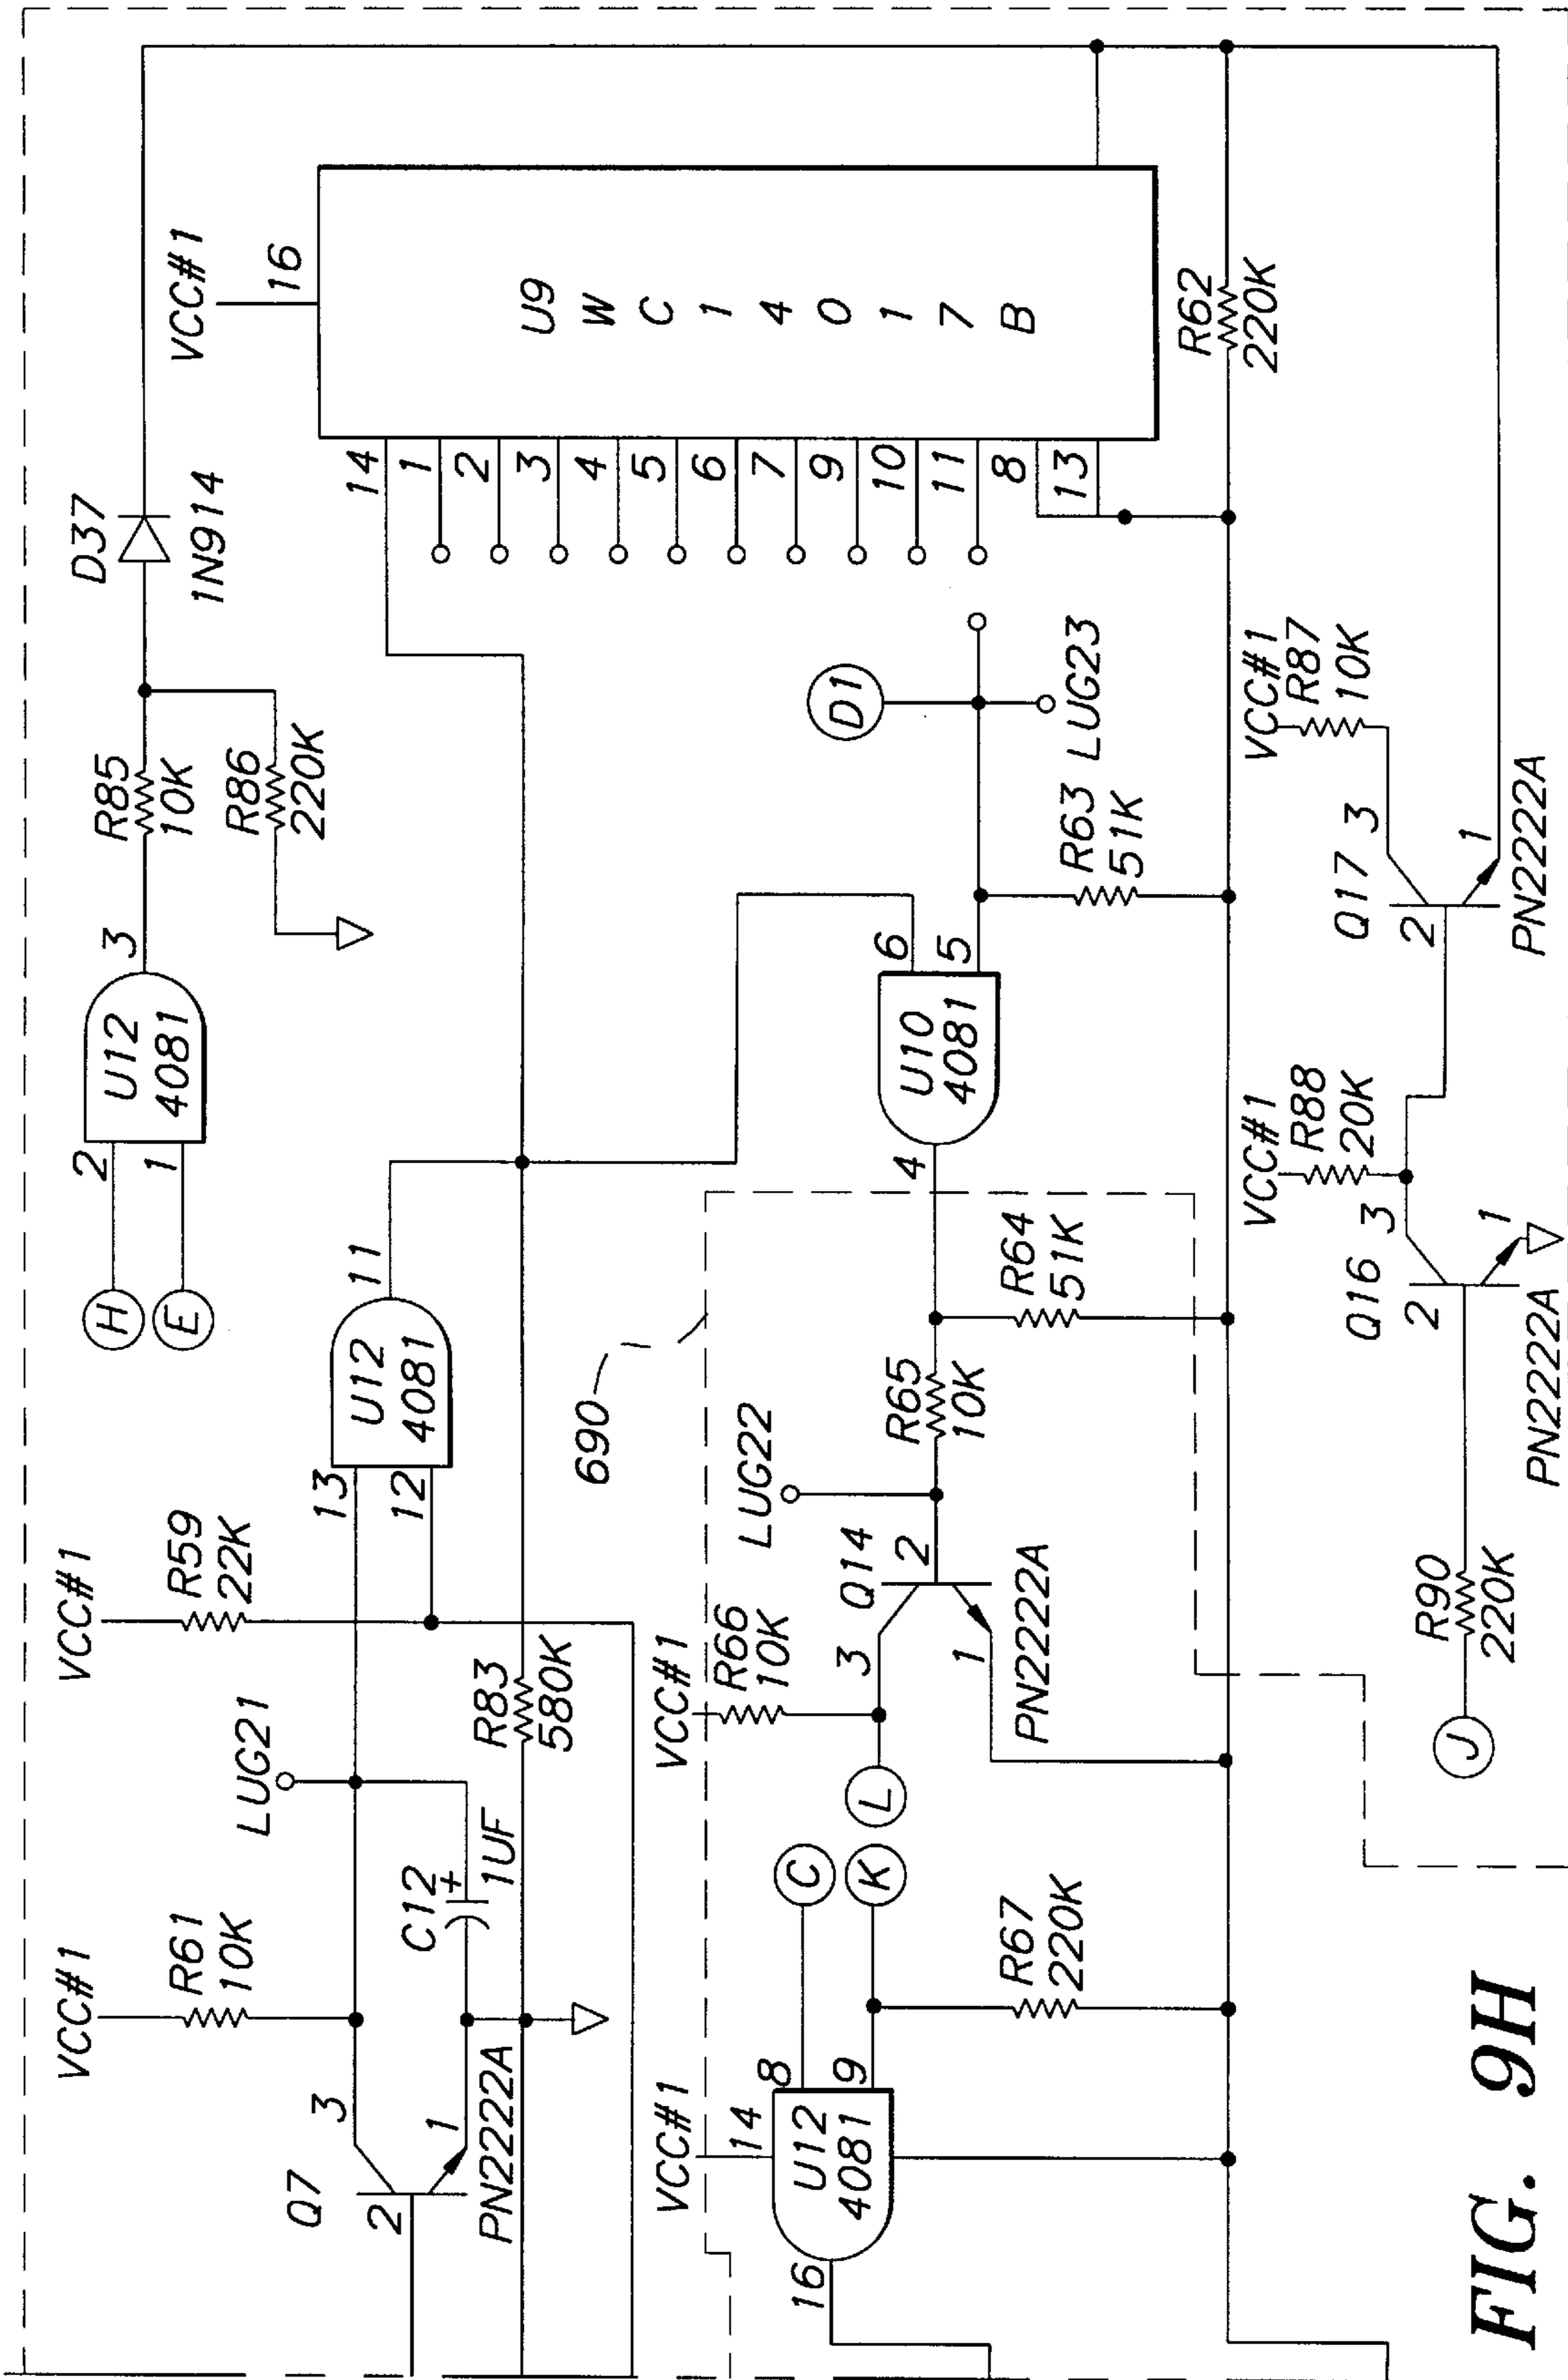 VCC#1
R61
10K
Q7
3
2
1
PN2222A
C12
+
1UF
LUG21
VCC#1
R59
22K
R83
580K
13
12
U12
4081
11
H
E
2
1
U12
4081
3
R85
10K
R86
220K
D37
1N914
VCC#1
16
U9
W
C
1
4
0
1
7
B
14
1
2
3
4
5
6
7
9
10
11
8
13
690
VCC#1
14
U12
4081
16
8
9
C
K
R67
220K
VCC#1
R66
10K
L
3
Q14
2
1
PN2222A
LUG22
R65
10K
R64
51K
4
U10
4081
6
5
R63
51K
D1
LUG23
R62
220K
J
R90
220K
Q16
2
3
1
PN2222A
VCC#1
R88
20K
Q17
2
3
1
PN2222A
VCC#1
R87
10K
FIG. 9H